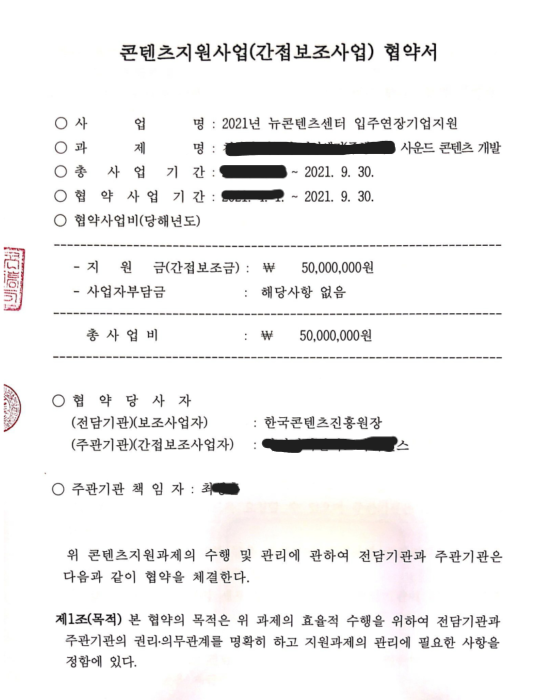 콘텐츠지원사업(간접보조사업) 협약서
○ 사 업 명 : 2021년 뉴콘텐츠센터 입주연장기업지원
○ 과 제 명 : 사운드 콘텐츠 개발
○ 총 사 업 기 간 : ~ 2021. 9. 30.
○ 협 약 사 업 기 간 : ~ 2021. 9. 30.
○ 협약사업비(당해년도)
- 지 원 금(간접보조금) : ₩ 50,000,000원
- 사업자부담금 : 해당사항 없음
총 사 업 비 : ₩ 50,000,000원
○ 협 약 당 사 자
(전담기관)(보조사업자) : 한국콘텐츠진흥원장
(주관기관)(간접보조사업자) : 스
○ 주관기관 책 임 자 : 최
위 콘텐츠지원과제의 수행 및 관리에 관하여 전담기관과 주관기관은
다음과 같이 협약을 체결한다.
제1조(목적) 본 협약의 목적은 위 과제의 효율적 수행을 위하여 전담기관과
주관기관의 권리·의무관계를 명확히 하고 지원과제의 관리에 필요한 사항을
정함에 있다.